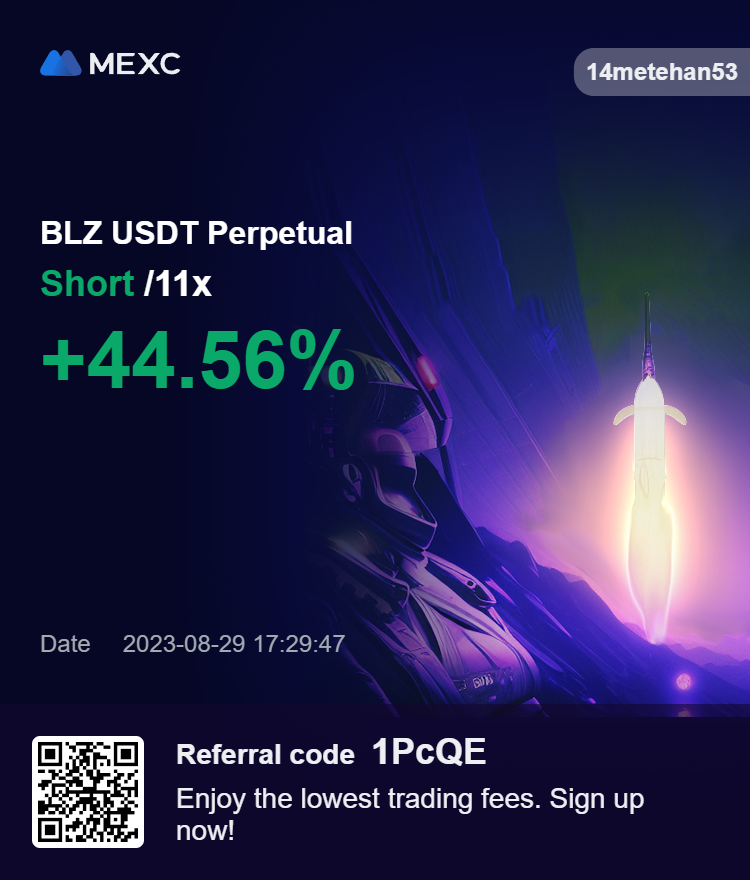 MEXC
14metehan53
BLZ USDT Perpetual
Short /11x
+44.56%
Date 2023-08-29 17:29:47
Referral code 1PcQE
Enjoy the lowest trading fees. Sign up
now!